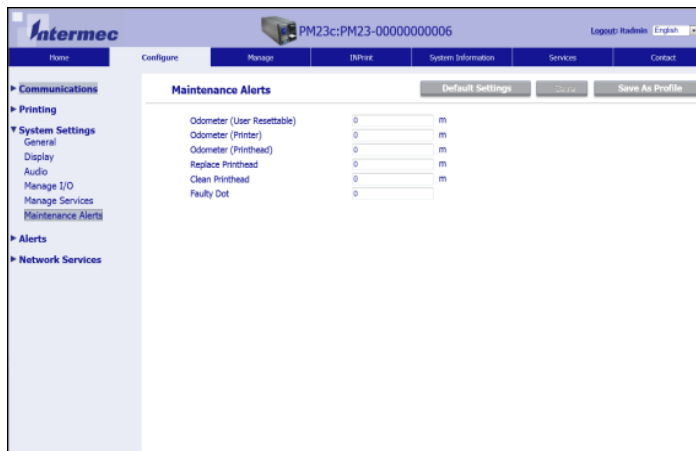 Intermec
PM23c:PM23-00000000006
Logout: itadmin English
Home Configure Manage INPrint System Information Services Contact
Communications
Printing
System Settings
General
Display
Audio
Manage I/O
Manage Services
Maintenance Alerts
Alerts
Network Services
Maintenance Alerts
Default Settings Save Save As Profile
Odometer (User Resettable) 0 m
Odometer (Printer) 0 m
Odometer (Printhead) 0 m
Replace Printhead 0 m
Clean Printhead 0 m
Faulty Dot 0